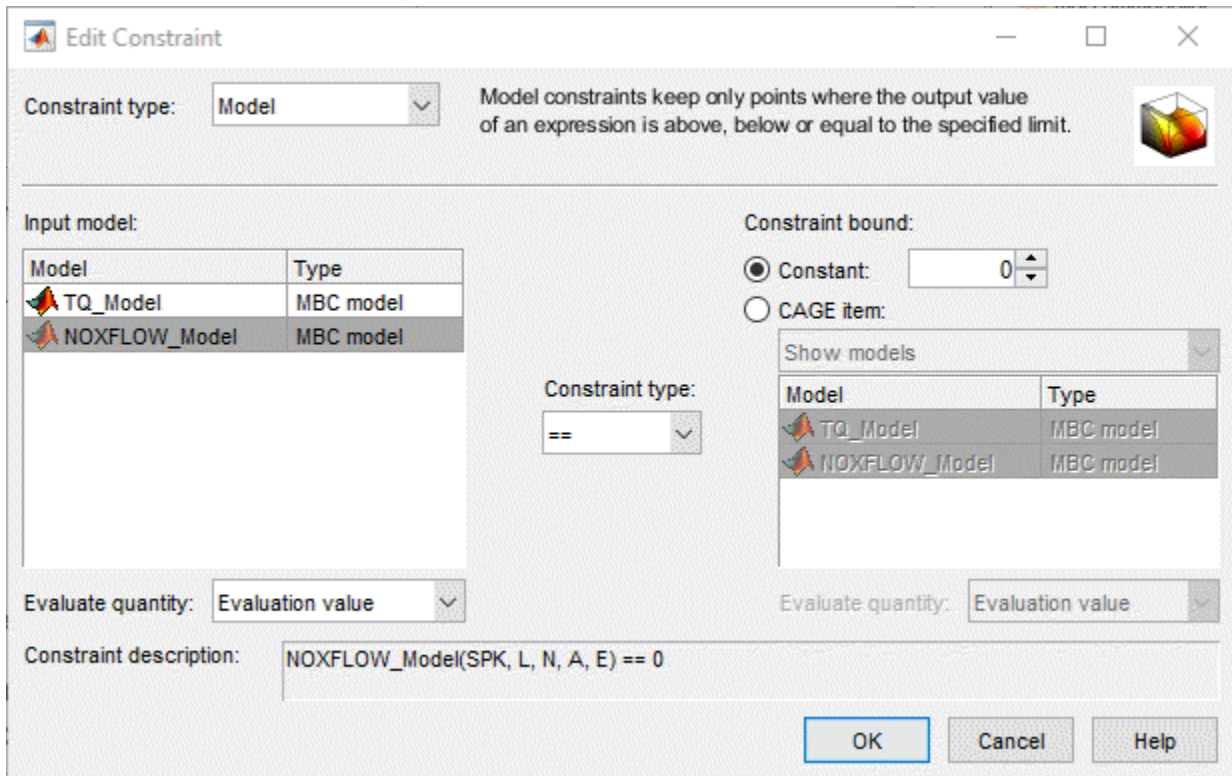 Edit Constraint
Constraint type: Model
Model constraints keep only points where the output value
of an expression is above, below or equal to the specified limit.
Input model:
Model Type
TQ_Model MBC model
NOXFLOW_Model MBC model
Constraint type:
==
Constraint bound:
Constant: 0
CAGE item:
Show models
Model Type
TQ_Model MBC model
NOXFLOW_Model MBC model
Evaluate quantity: Evaluation value
Evaluate quantity: Evaluation value
Constraint description: NOXFLOW_Model(SPK, L, N, A, E) == 0
OK Cancel Help